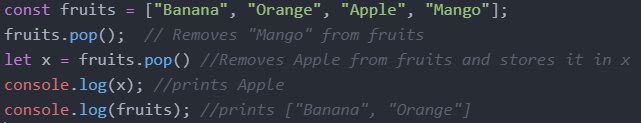 const fruits = ["Banana", "Orange", "Apple", "Mango"];
fruits.pop();  // Removes "Mango" from fruits
let x = fruits.pop() //Removes Apple from fruits and stores it in x
console.log(x); //prints Apple
console.log(fruits); //prints ["Banana", "Orange"]